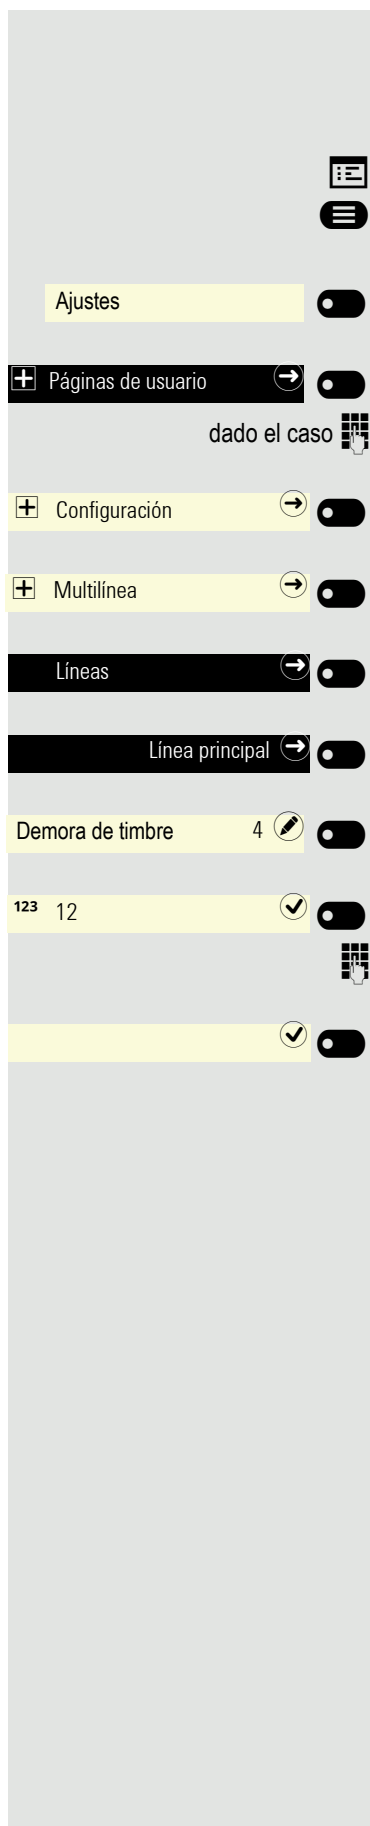 Ajustes
Páginas de usuario
dado el caso
Configuración
Multilínea
Líneas
Línea principal
Demora de timbre 4
123 12